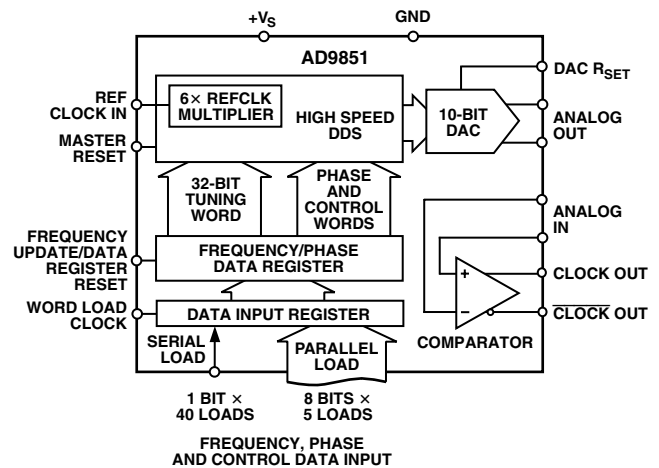 +VS
GND
AD9851
REF
CLOCK IN
6× REFCLK
MULTIPLIER
HIGH SPEED
DDS
10-BIT
DAC
DAC RSET
ANALOG
OUT
MASTER
RESET
32-BIT
TUNING
WORD
PHASE
AND
CONTROL
WORDS
ANALOG
IN
FREQUENCY
UPDATE/DATA
REGISTER
RESET
FREQUENCY/PHASE
DATA REGISTER
+
CLOCK OUT
WORD LOAD
CLOCK
DATA INPUT REGISTER
–
CLOCK OUT
COMPARATOR
SERIAL
LOAD
PARALLEL
LOAD
1 BIT ×
40 LOADS
8 BITS ×
5 LOADS
FREQUENCY, PHASE
AND CONTROL DATA INPUT